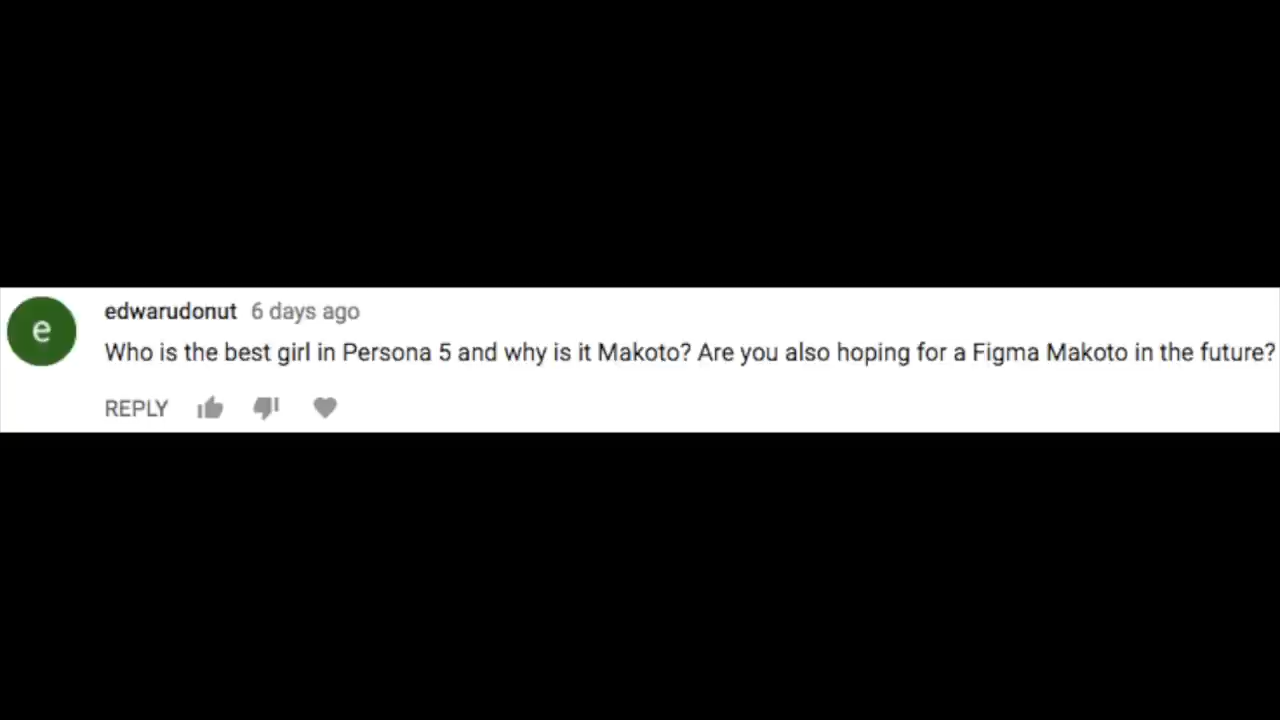 e
edwarudonut 6 days ago
Who is the best girl in Persona 5 and why is it Makoto? Are you also hoping for a Figma Makoto in the future?
REPLY